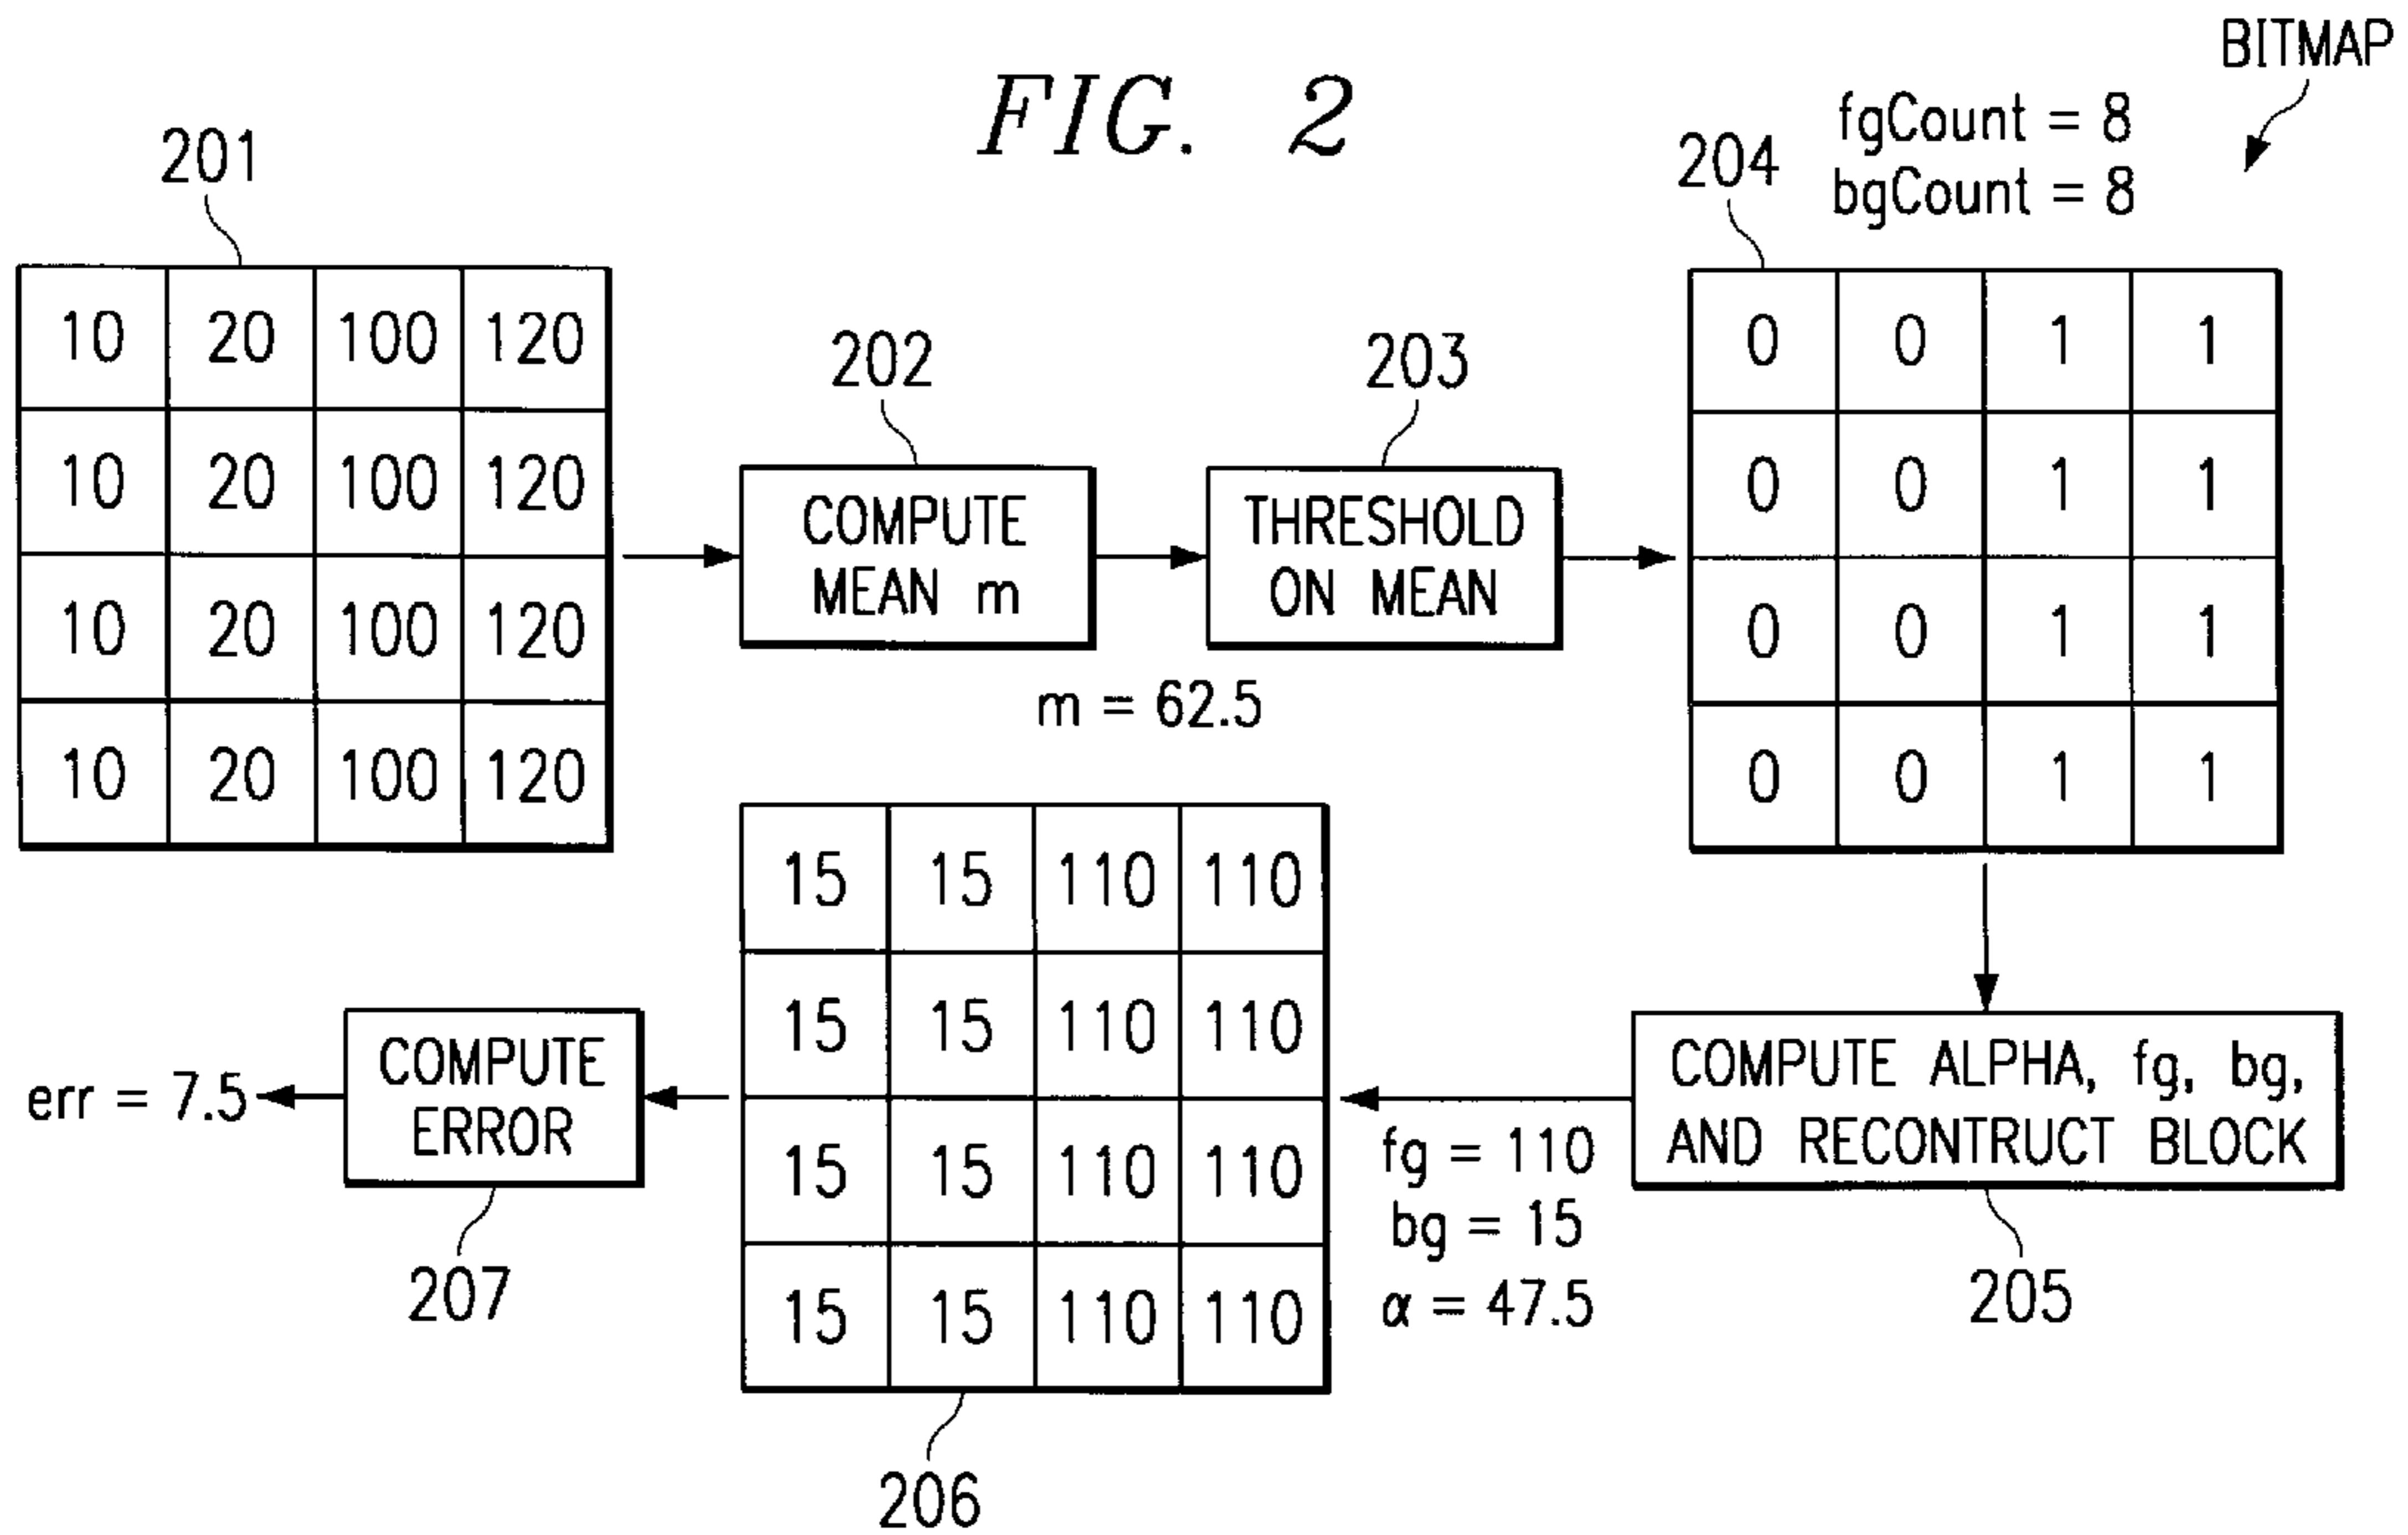 BITMAP
FIG. 2
fgCount = 8
bgCount = 8
201
204
10 20 100 120
10 20 100 120
10 20 100 120
10 20 100 120
202
COMPUTE
MEAN m
203
THRESHOLD
ON MEAN
m = 62.5
0 0 1 1
0 0 1 1
0 0 1 1
0 0 1 1
COMPUTE ALPHA, fg, bg,
AND RECONTRUCT BLOCK
205
fg = 110
bg = 15
α = 47.5
15 15 110 110
15 15 110 110
15 15 110 110
15 15 110 110
206
COMPUTE
ERROR
207
err = 7.5